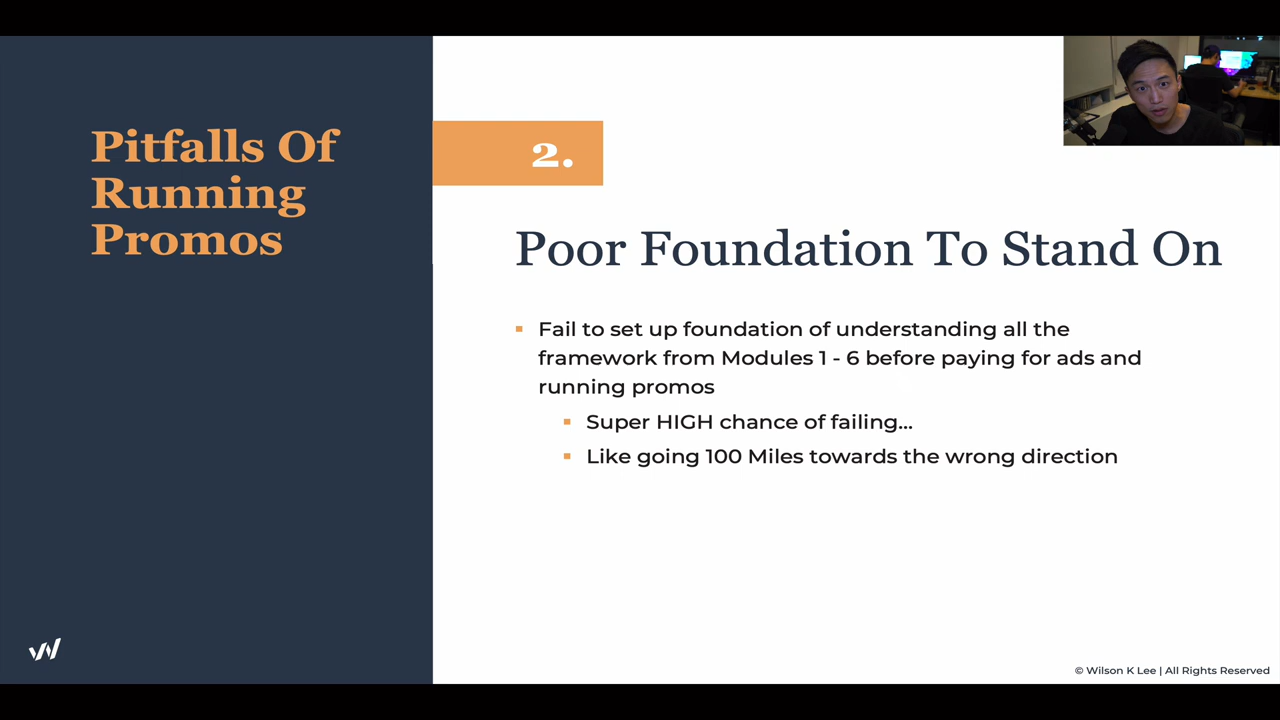 Pitfalls Of
Running
Promos
2.
Poor Foundation To Stand On
Fail to set up foundation of understanding all the
framework from Modules 1 - 6 before paying for ads and
running promos
Super HIGH chance of failing...
Like going 100 Miles towards the wrong direction
© Wilson K Lee | All Rights Reserved